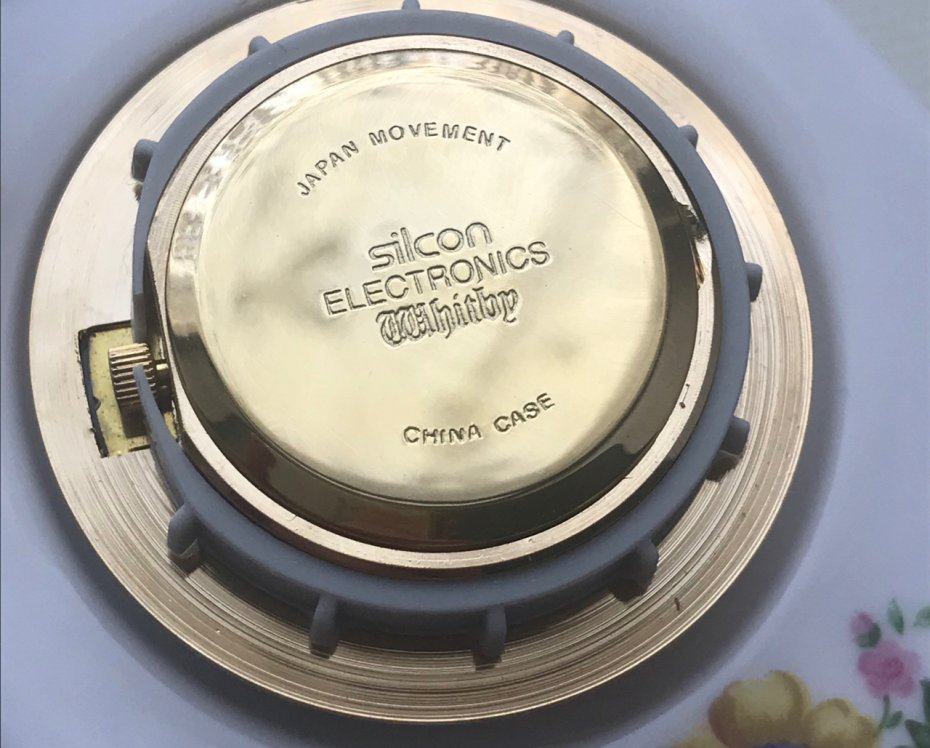 JAPAN MOVEMENT
silcon
ELECTRONICS
Whitby
CHINA CASE